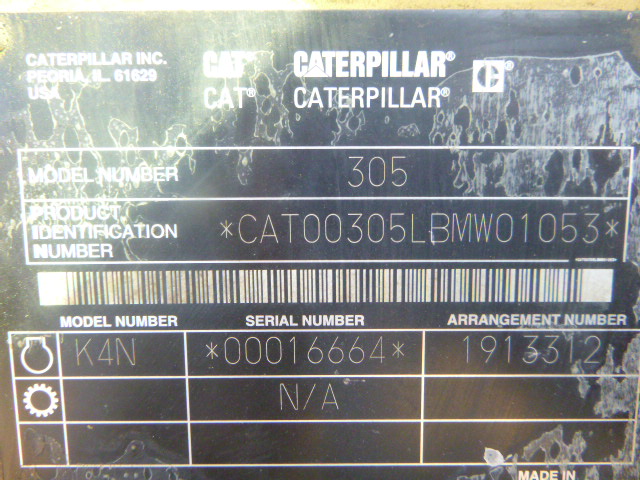 CATERPILLAR INC.
PEORIA, IL. 61629
USA
CAT® CATERPILLAR®
CAT® CATERPILLAR®
C®
MODEL NUMBER 305
PRODUCT
IDENTIFICATION
NUMBER
*CAT00305LBMW01053*
MODEL NUMBER SERIAL NUMBER ARRANGEMENT NUMBER
K4N *00016664* 1913312
N/A
MADE IN